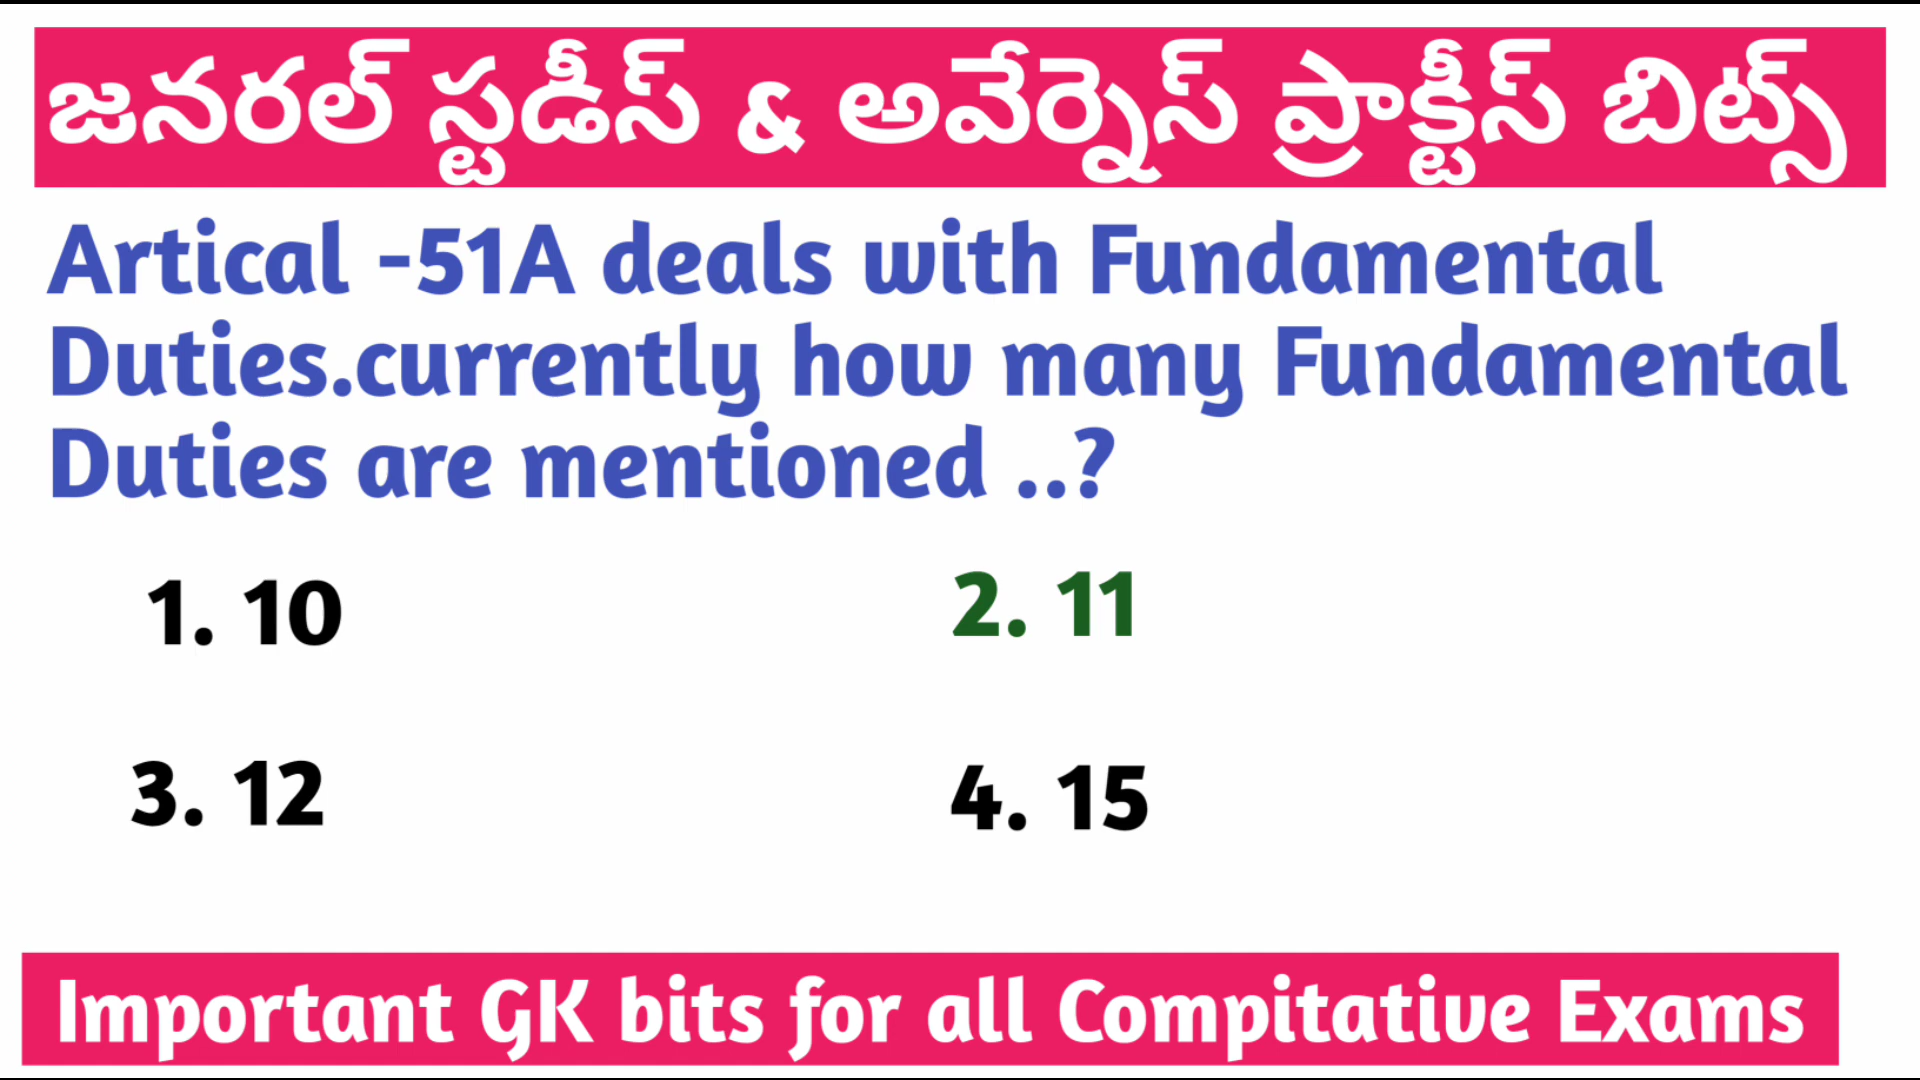 జనరల్ స్టడీస్ & అవేర్నెస్ ప్రాక్టీస్ బిట్స్
Artical -51A deals with Fundamental
Duties.currently how many Fundamental
Duties are mentioned ..?
1. 10
2. 11
3. 12
4. 15
Important GK bits for all Compitative Exams